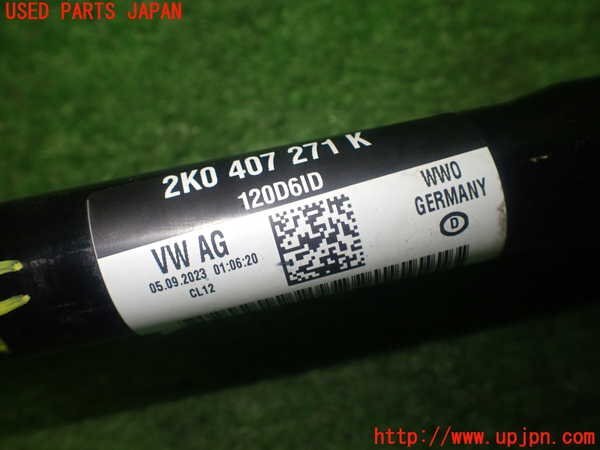 USED PARTS JAPAN
2K0 407 271 K
120D6ID
VW AG
05.09.2023 01:06:20
CL12
WWO
GERMANY
D
http://www.upjpn.com/